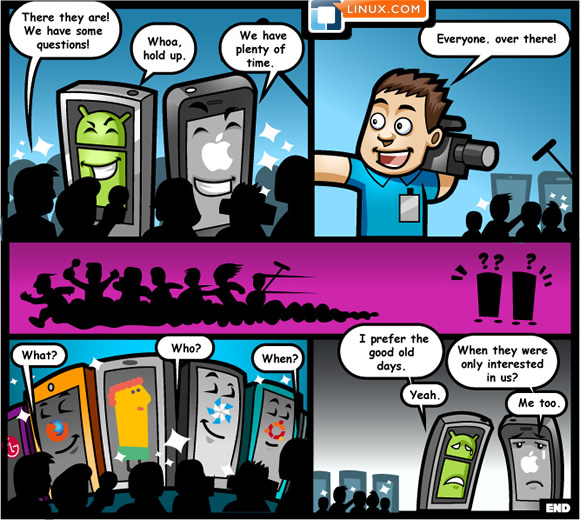 LINUX.COM
There they are!
We have some
questions!
Whoa,
hold up.
We have
plenty of
time.
Everyone. over there!
?? ?
What?
Who?
When?
I prefer the
good old
days.
Yeah.
When they were
only interested
in us?
Me too.
END